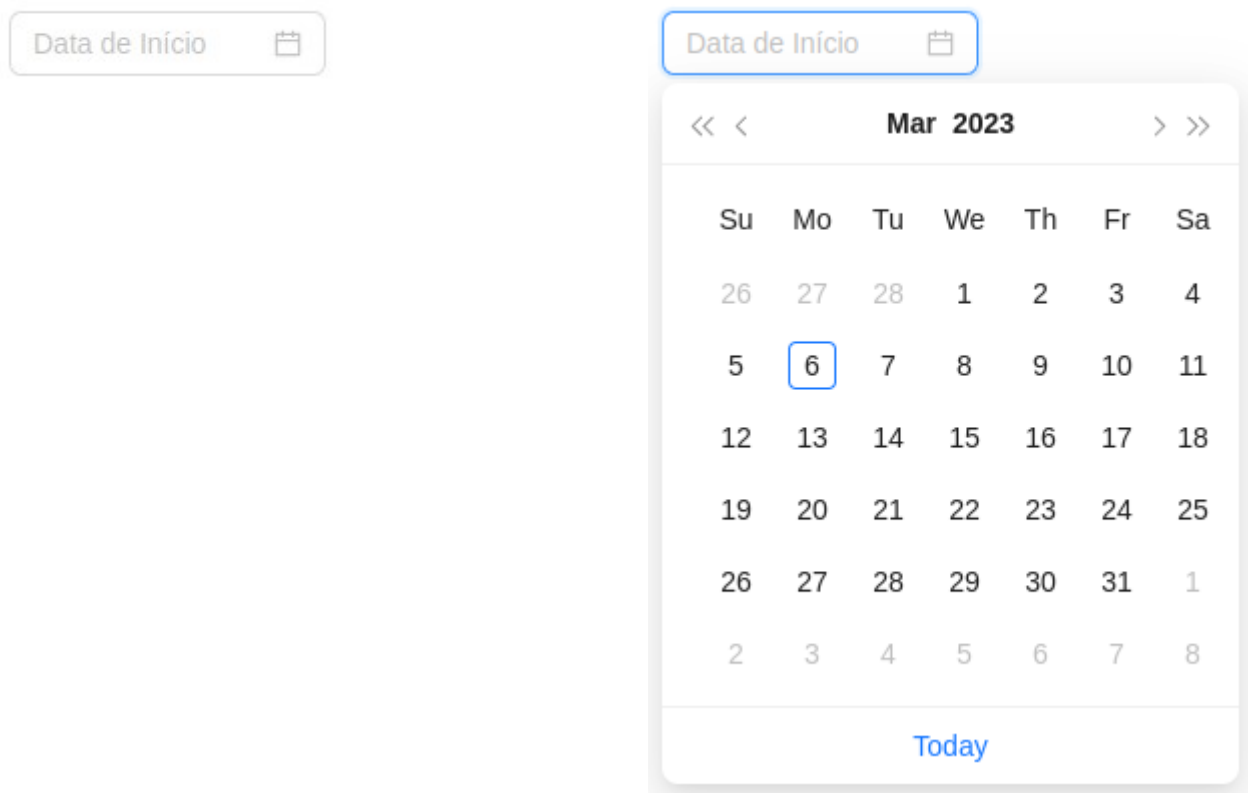 Data de Início
Data de Início
Mar 2023
Su Mo Tu We Th Fr Sa
26 27 28 1 2 3 4
5 6 7 8 9 10 11
12 13 14 15 16 17 18
19 20 21 22 23 24 25
26 27 28 29 30 31 1
2 3 4 5 6 7 8
Today